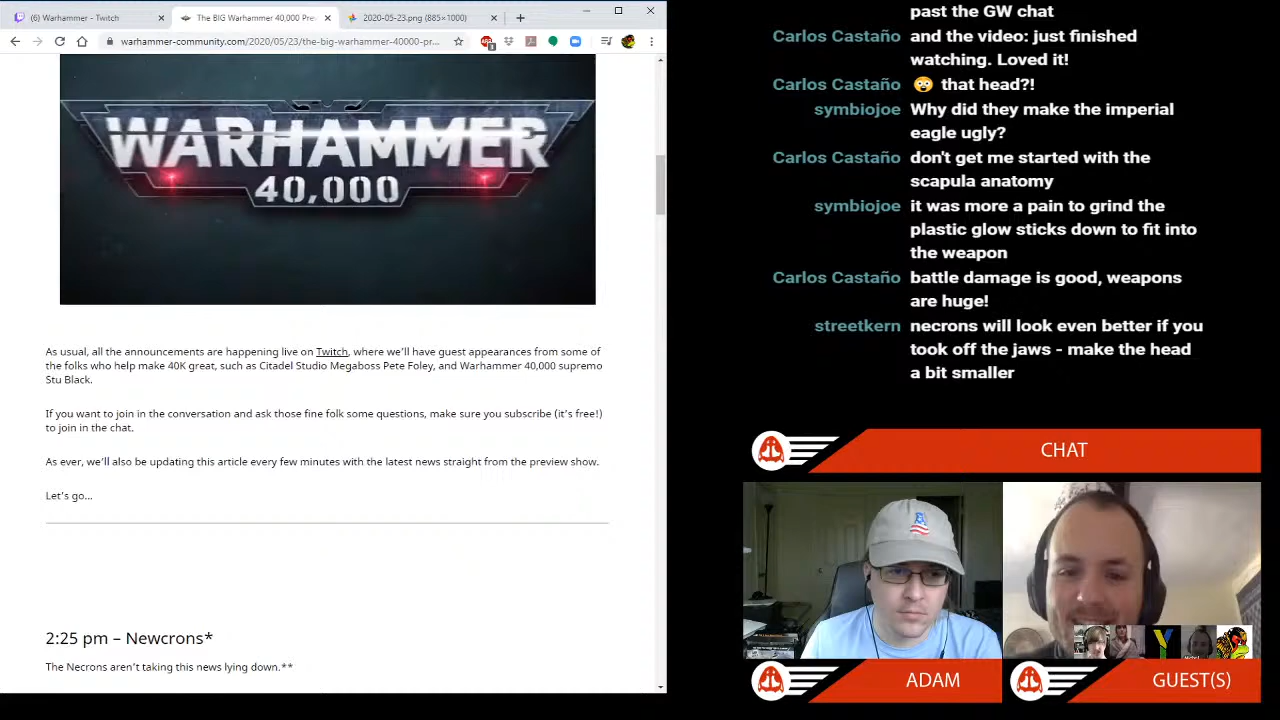 (6) Warhammer - Twitch
The BIG Warhammer 40,000 Pre
2020-05-23.png (885×1000)
warhammer-community.com/2020/05/23/the-big-warhammer-40000-pr...
WARHAMMER
40,000
As usual, all the announcements are happening live on Twitch, where we'll have guest appearances from some of
the folks who help make 40K great, such as Citadel Studio Megaboss Pete Foley, and Warhammer 40,000 supremo
Stu Black.
If you want to join in the conversation and ask those fine folk some questions, make sure you subscribe (it's free!)
to join in the chat.
As ever, we'll also be updating this article every few minutes with the latest news straight from the preview show.
Let's go...
2:25 pm – Newcrons*
The Necrons aren't taking this news lying down.**
past the GW chat
Carlos Castaño and the video: just finished
watching. Loved it!
Carlos Castaño 😳 that head?!
symbiojoe Why did they make the imperial
eagle ugly?
Carlos Castaño don't get me started with the
scapula anatomy
symbiojoe it was more a pain to grind the
plastic glow sticks down to fit into
the weapon
Carlos Castaño battle damage is good, weapons
are huge!
streetkern necrons will look even better if you
took off the jaws - make the head
a bit smaller
CHAT
ADAM
GUEST(S)